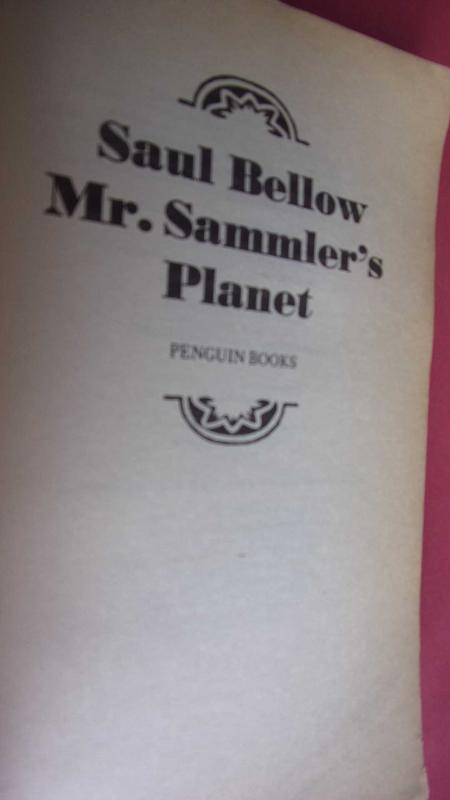 Saul Bellow
Mr. Sammler's
Planet
PENGUIN BOOKS